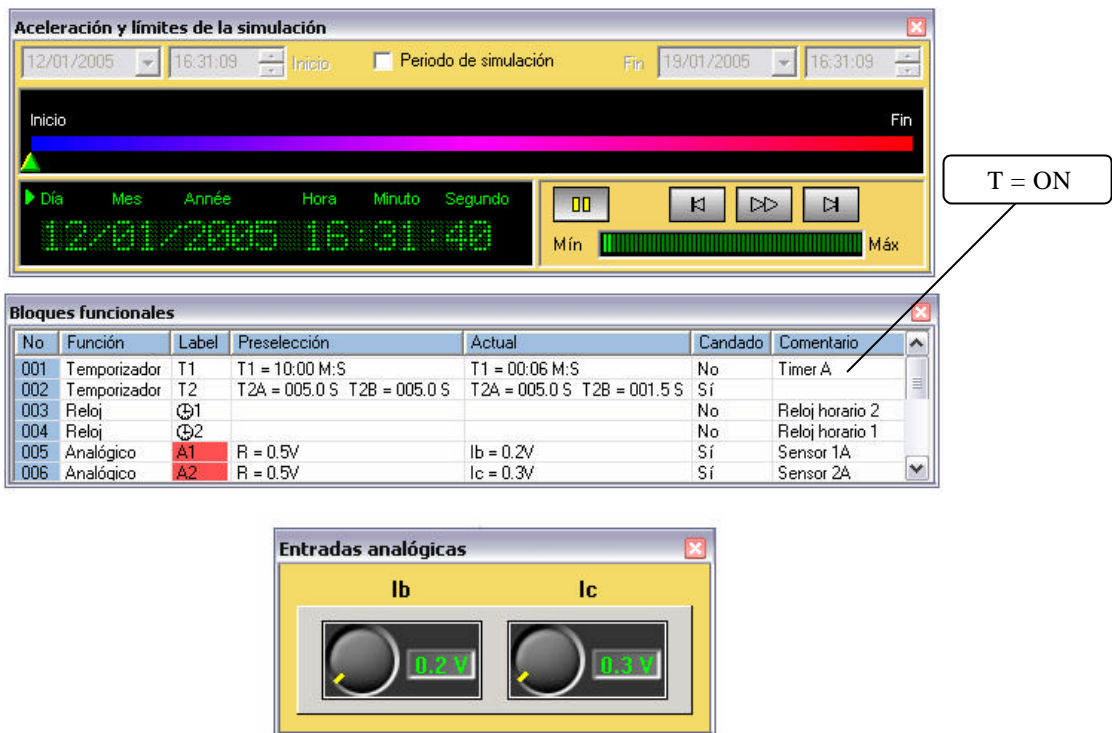 Aceleración y límites de la simulación
12/01/2005 16:31:09 Inicio Periodo de simulación Fin 19/01/2005 16:31:09
Inicio Fin
Día Mes Année Hora Minuto Segundo
12/01/2005 16:31:40
Mín Máx
T = ON
Bloques funcionales
No Función Label Preselección Actual Candado Comentario
001 Temporizador T1 T1 = 10:00 M:S T1 = 00:06 M:S No Timer A
002 Temporizador T2 T2A = 005.0 S T2B = 005.0 S T2A = 005.0 S T2B = 001.5 S Sí
003 Reloj 1 No Reloj horario 2
004 Reloj 2 No Reloj horario 1
005 Analógico A1 R = 0.5V Ib = 0.2V Sí Sensor 1A
006 Analógico A2 R = 0.5V Ic = 0.3V Sí Sensor 2A
Entradas analógicas
Ib Ic
0.2 V 0.3 V